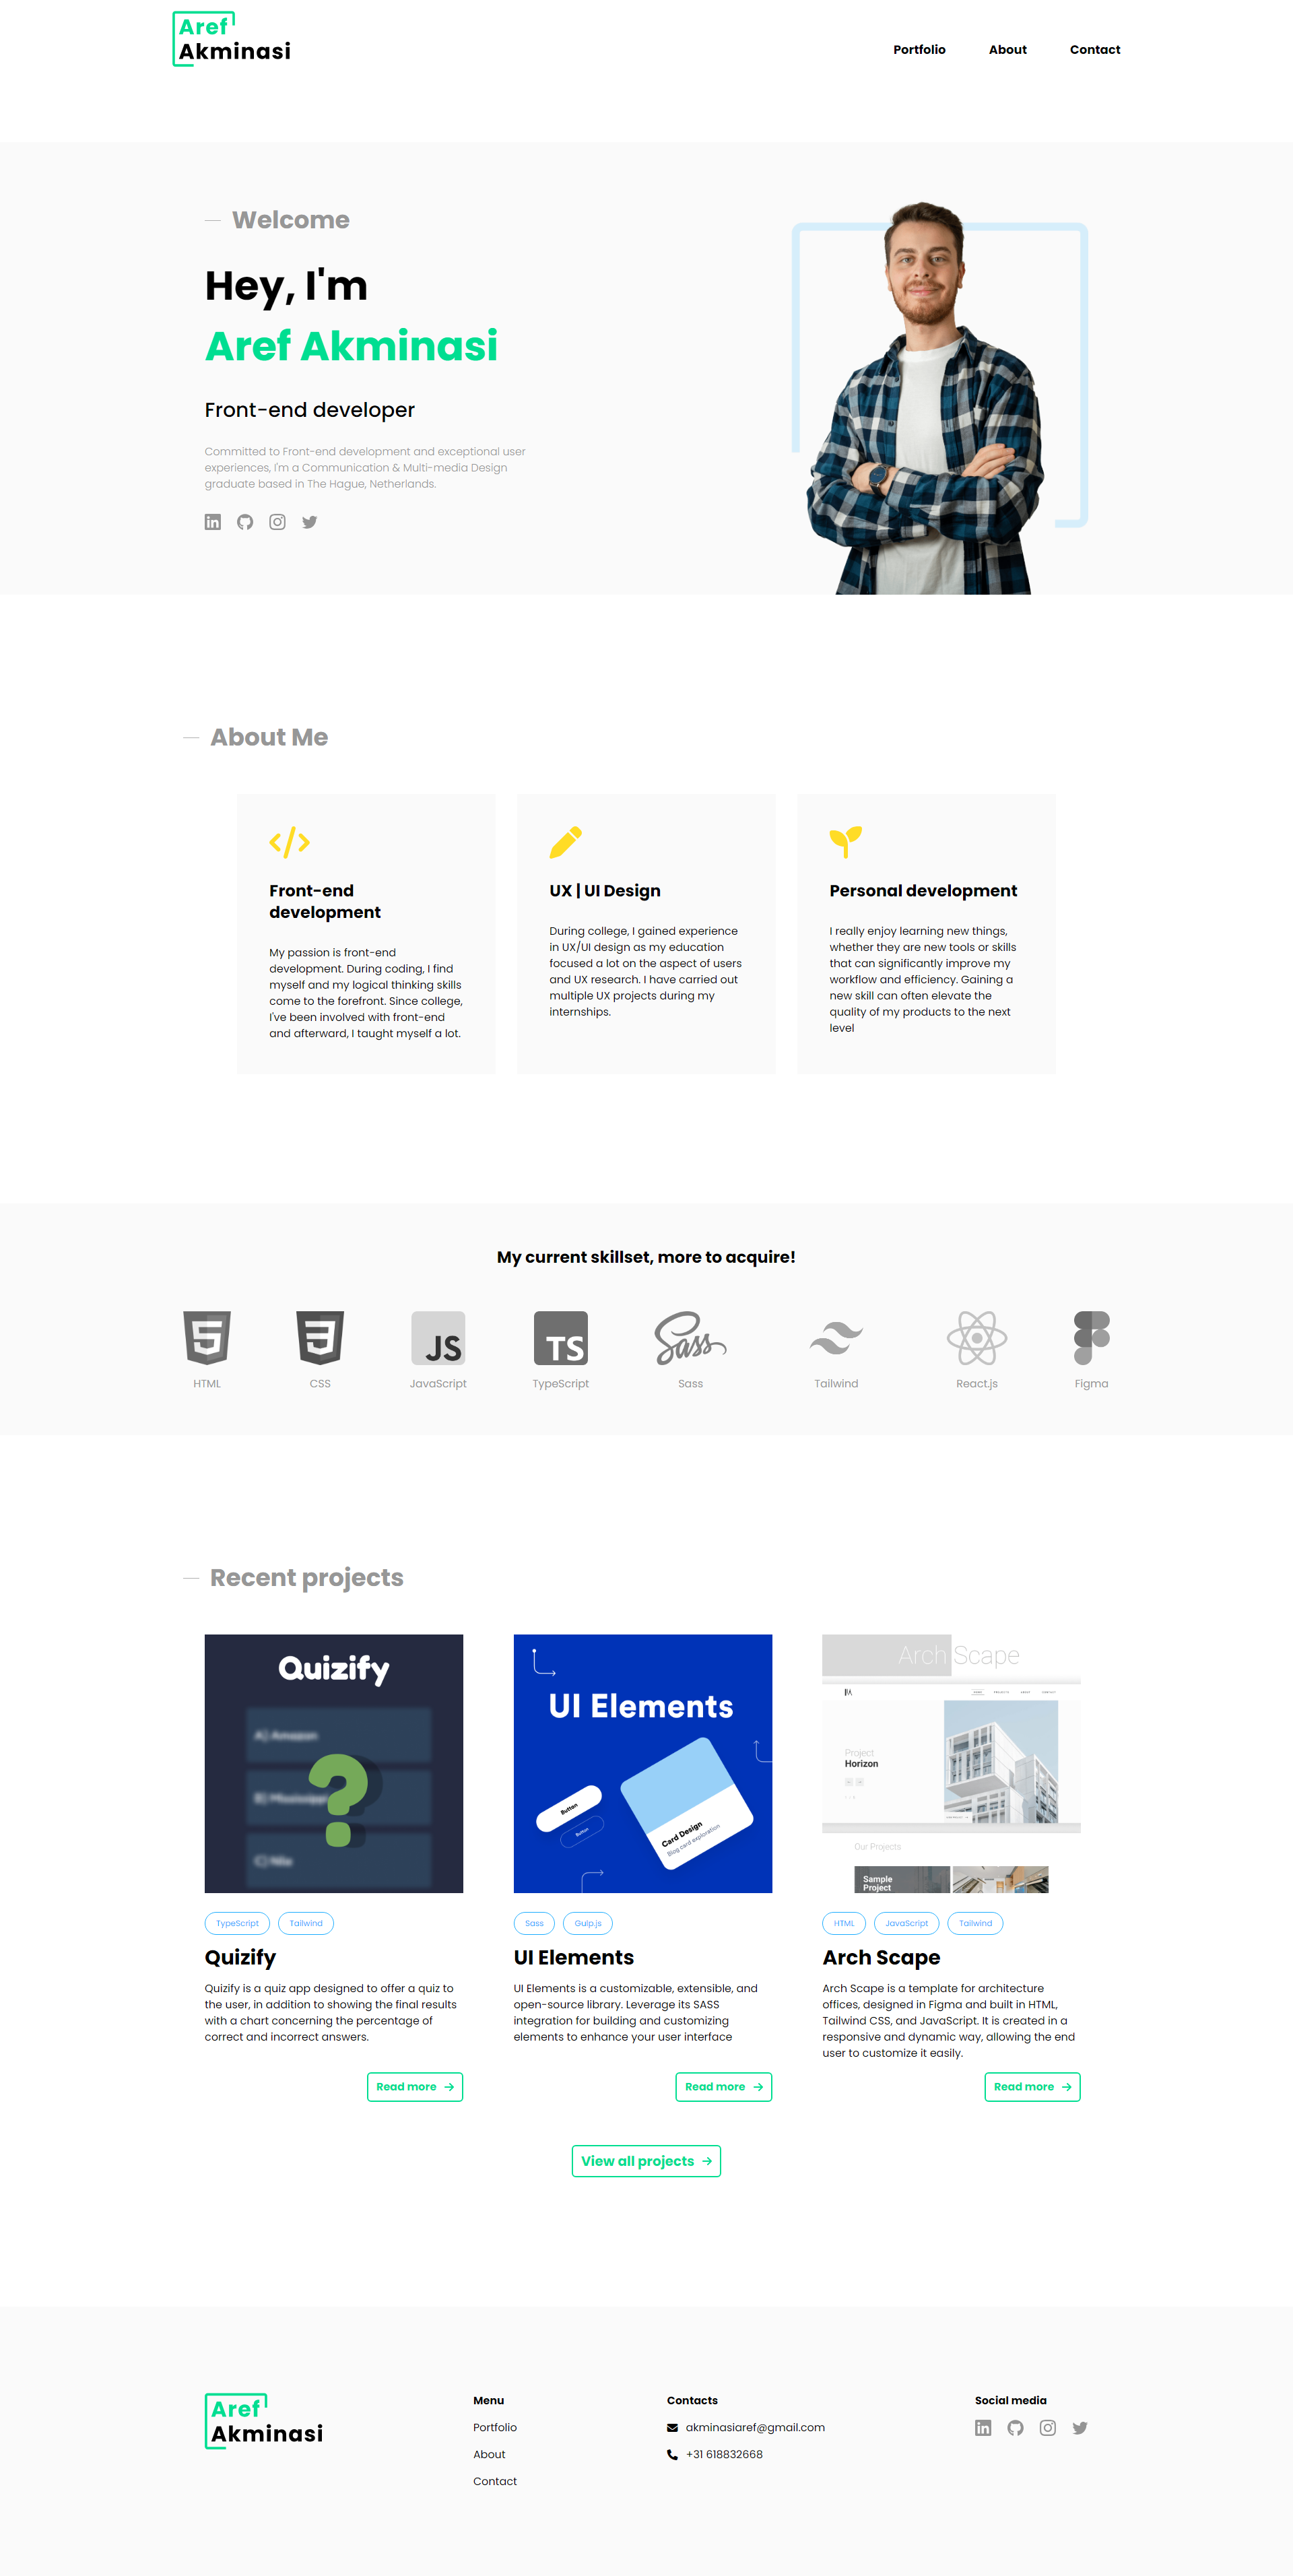 Aref
Akminasi
Portfolio About Contact
Welcome
Hey, I'm
Aref Akminasi
Front-end developer
Committed to Front-end development and exceptional user
experiences, I'm a Communication & Multi-media Design
graduate based in The Hague, Netherlands.
About Me
Front-end
development
My passion is front-end
development. During coding, I find
myself and my logical thinking skills
come to the forefront. Since college,
I've been involved with front-end
and afterward, I taught myself a lot.
UX | UI Design
During college, I gained experience
in UX/UI design as my education
focused a lot on the aspect of users
and UX research. I have carried out
multiple UX projects during my
internships.
Personal development
I really enjoy learning new things,
whether they are new tools or skills
that can significantly improve my
workflow and efficiency. Gaining a
new skill can often elevate the
quality of my products to the next
level
My current skillset, more to acquire!
JS
TS
Sass
HTML CSS JavaScript TypeScript Sass Tailwind React.js Figma
Recent projects
Quizify
A) Amazon
B) Mississippi
C) Nile
?
TypeScript Tailwind
Quizify
Quizify is a quiz app designed to offer a quiz to
the user, in addition to showing the final results
with a chart concerning the percentage of
correct and incorrect answers.
Read more
UI Elements
Button
Button
Card Design
Blog card exploration
Sass Gulp.js
UI Elements
UI Elements is a customizable, extensible, and
open-source library. Leverage its SASS
integration for building and customizing
elements to enhance your user interface
Read more
Arch Scape
HOME PROJECTS ABOUT CONTACT
Project
Horizon
Our Projects
Sample
Project
HTML JavaScript Tailwind
Arch Scape
Arch Scape is a template for architecture
offices, designed in Figma and built in HTML,
Tailwind CSS, and JavaScript. It is created in a
responsive and dynamic way, allowing the end
user to customize it easily.
Read more
View all projects
Aref
Akminasi
Menu
Portfolio
About
Contact
Contacts
akminasiaref@gmail.com
+31 618832668
Social media